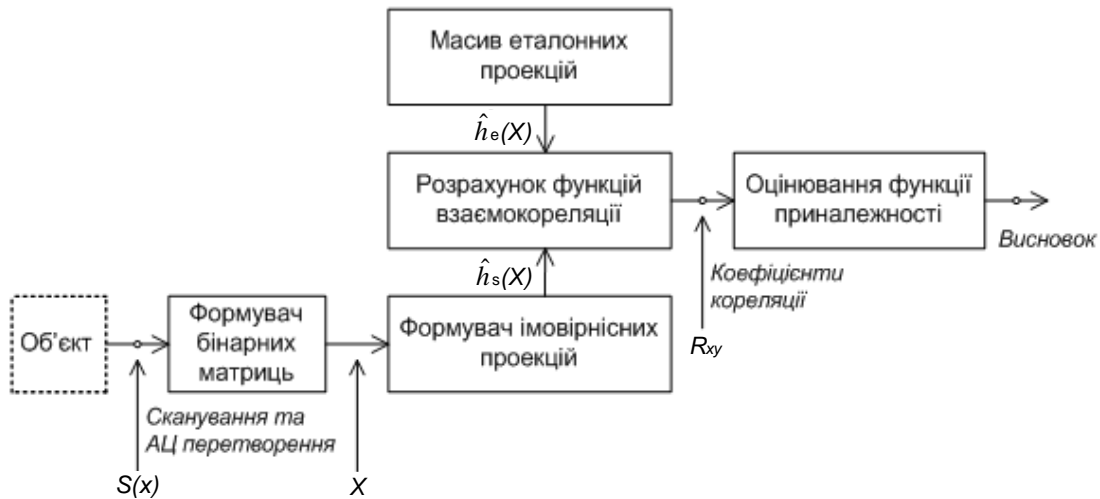 Масив еталонних
проекцій
ĥe(X)
Розрахунок функцій
взаємокореляції
Оцінювання функції
приналежності
Висновок
ĥs(X)
Коефіцієнти
кореляції
Rxy
Об’єкт
Формувач
бінарних
матриць
Формувач імовірнісних
проекцій
Сканування та
АЦ перетворення
S(x)
X